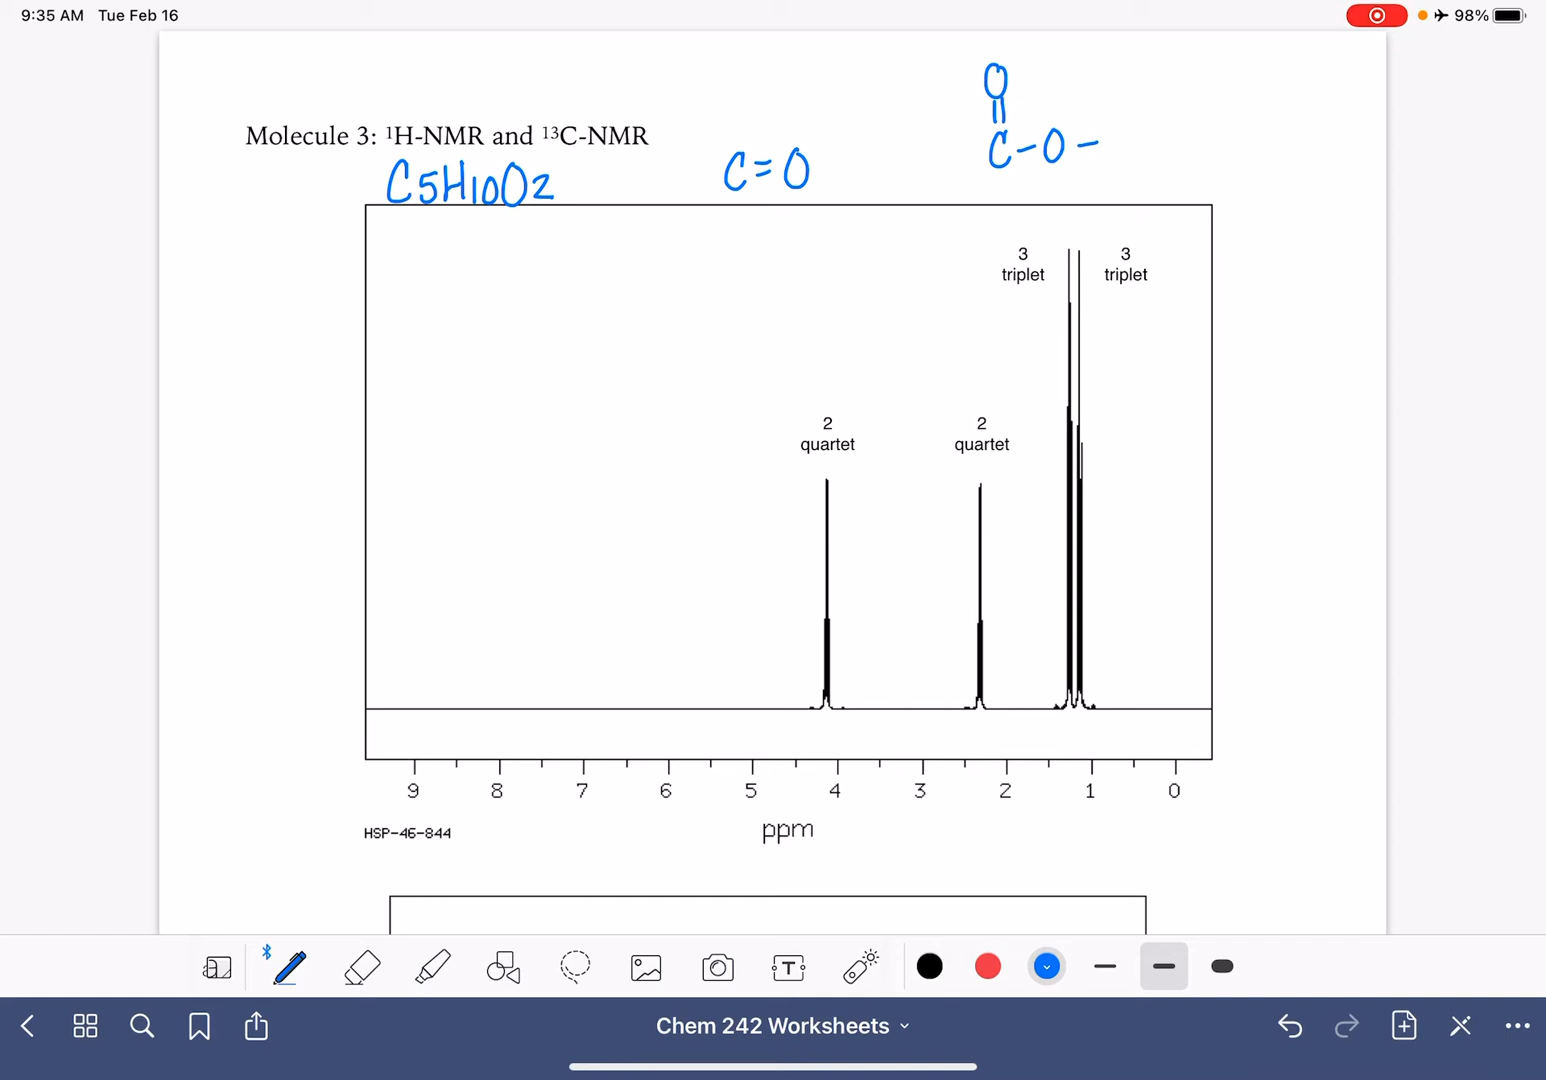 9:35 AM Tue Feb 16
98%
O
Molecule 3: ¹H-NMR and ¹³C-NMR
C-O-
C5H10O2
C=O
3
triplet
3
triplet
2
quartet
2
quartet
9 8 7 6 5 4 3 2 1 0
ppm
HSP-46-844
a
T
Chem 242 Worksheets